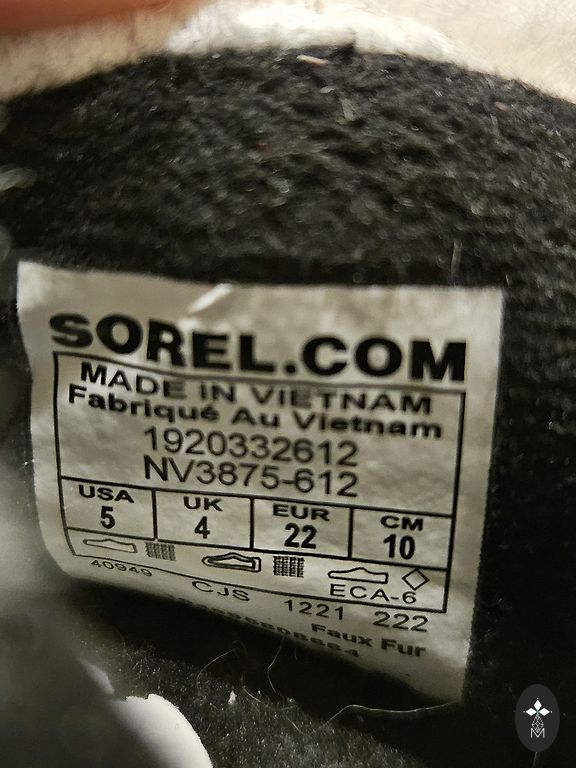 SOREL.COM
MADE IN VIETNAM
Fabriqué Au Vietnam
1920332612
NV3875-612
USA UK EUR CM
5 4 22 10
ECA-6
40949 CJS 1221 222
Faux Fur
M